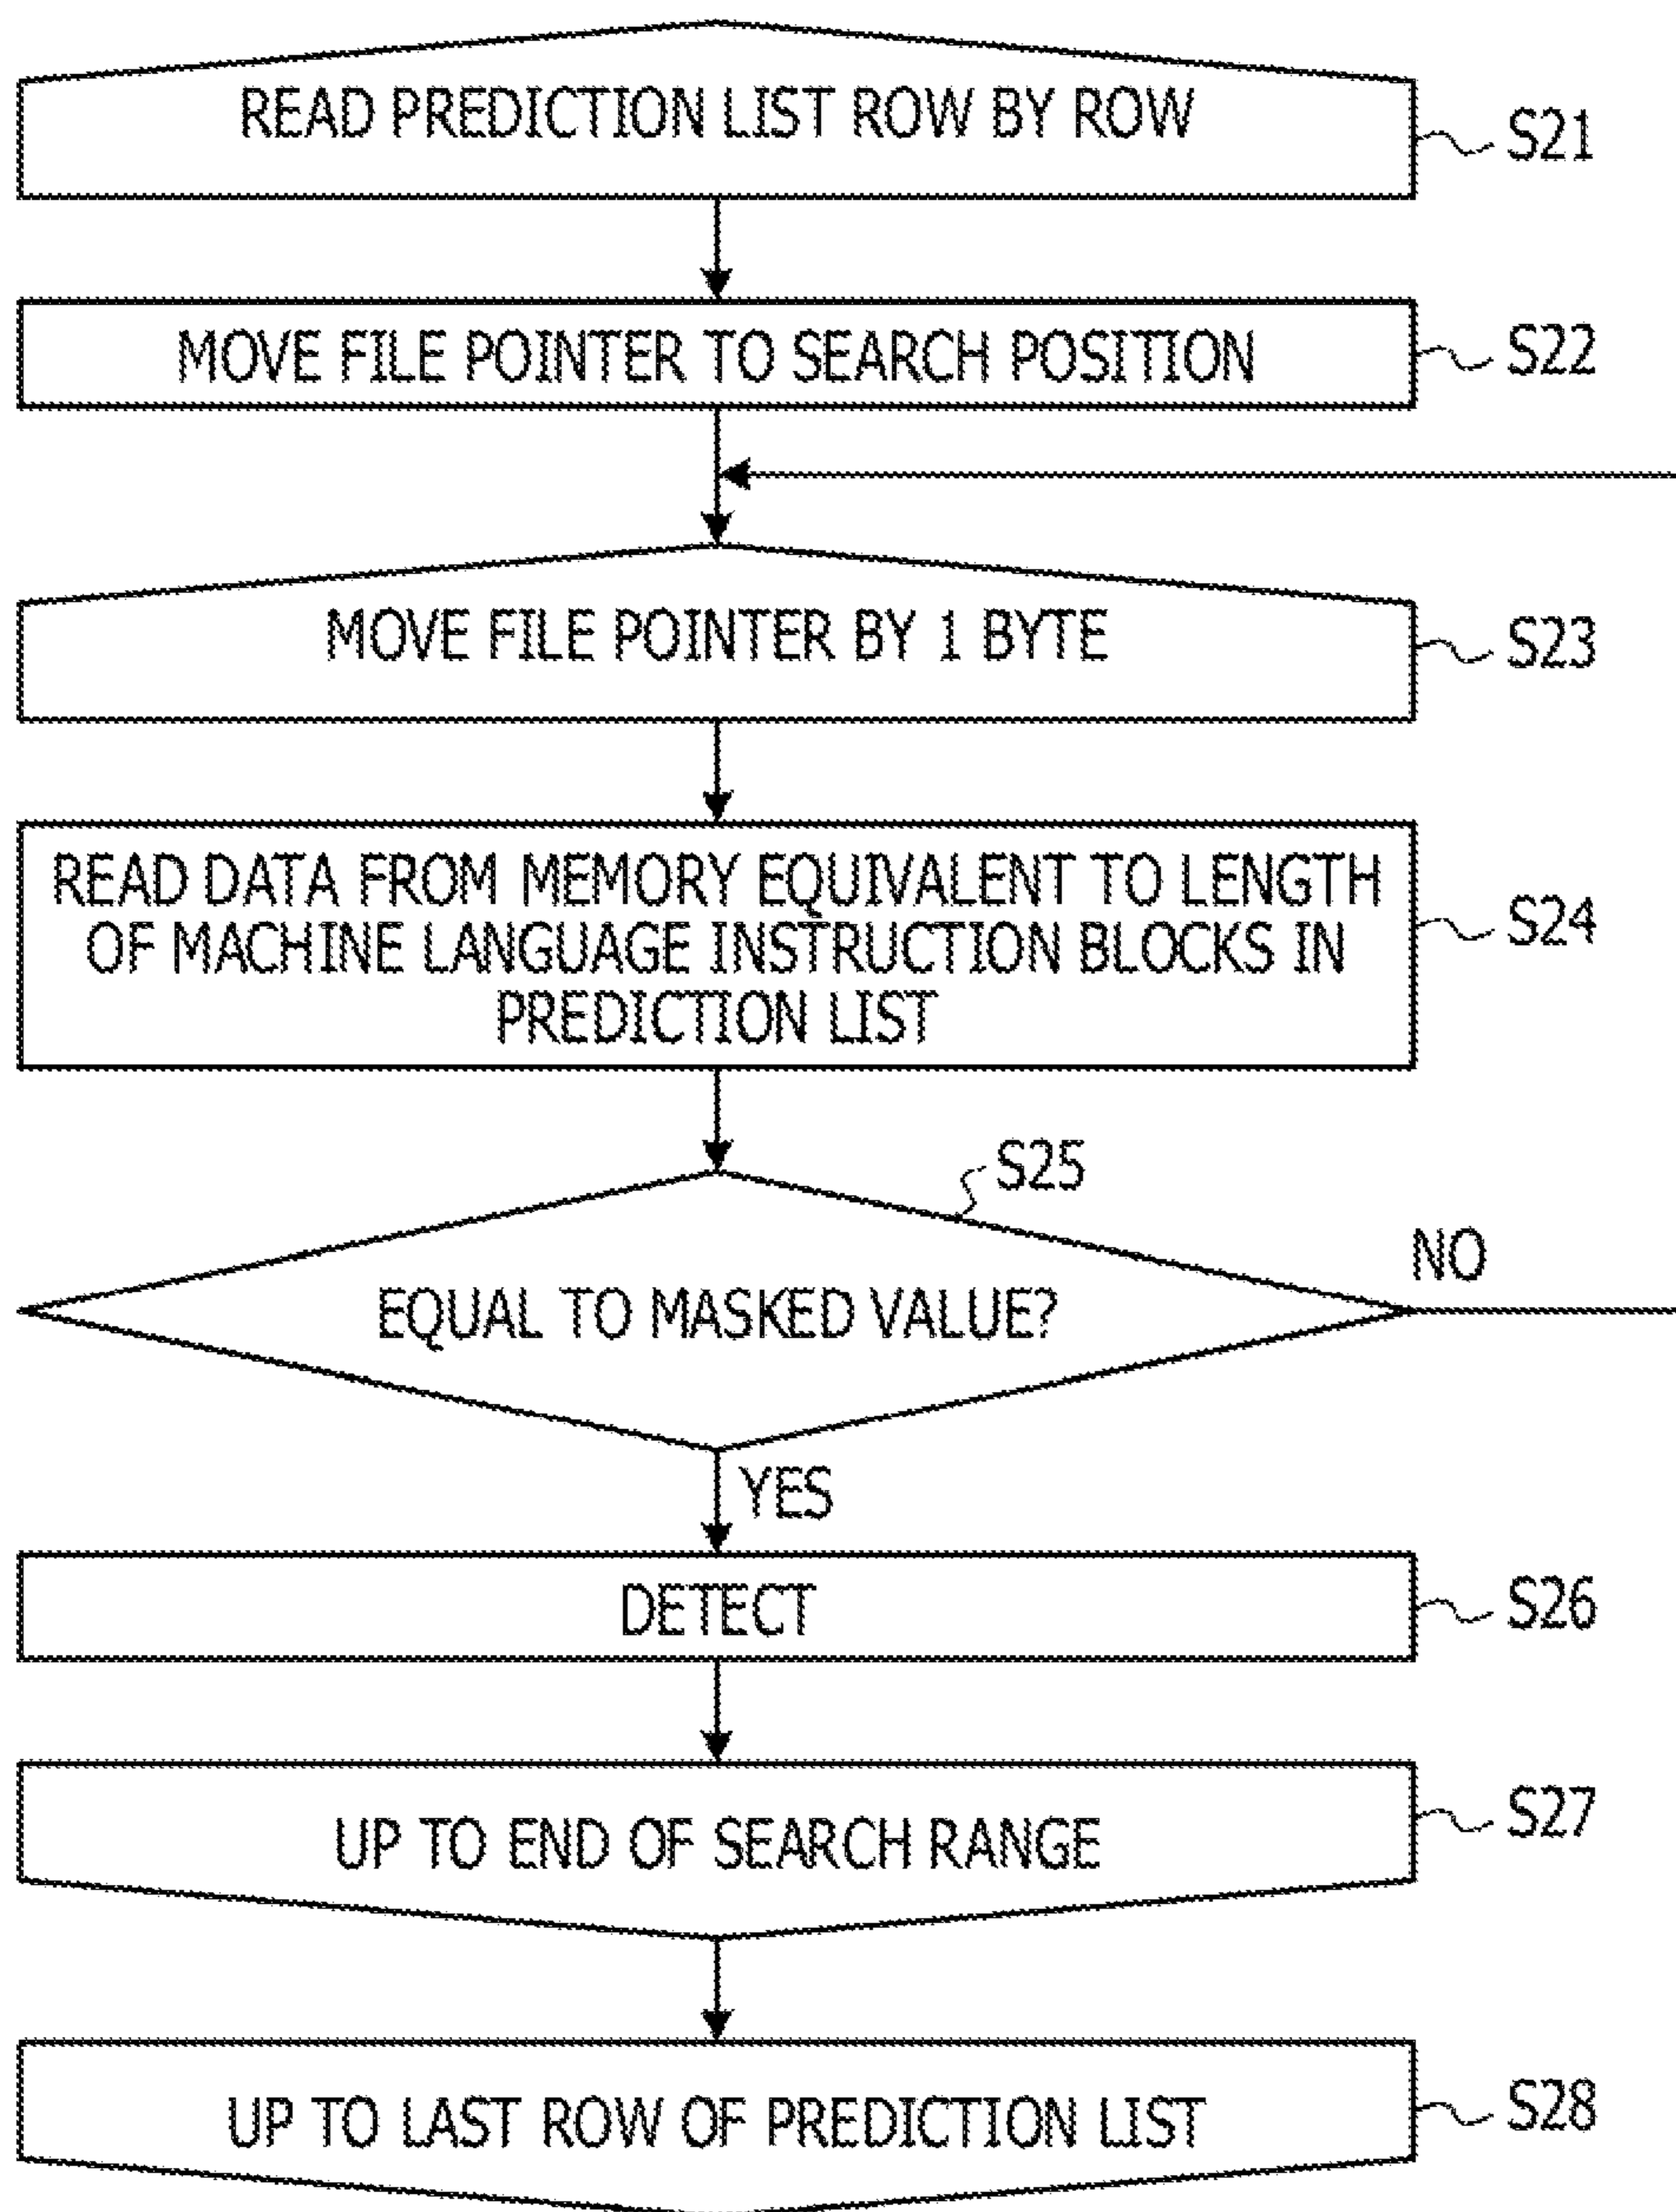 READ PREDICTION LIST ROW BY ROW
S21
MOVE FILE POINTER TO SEARCH POSITION
S22
MOVE FILE POINTER BY 1 BYTE
S23
READ DATA FROM MEMORY EQUIVALENT TO LENGTH
OF MACHINE LANGUAGE INSTRUCTION BLOCKS IN
PREDICTION LIST
S24
S25
EQUAL TO MASKED VALUE?
NO
YES
DETECT
S26
UP TO END OF SEARCH RANGE
S27
UP TO LAST ROW OF PREDICTION LIST
S28